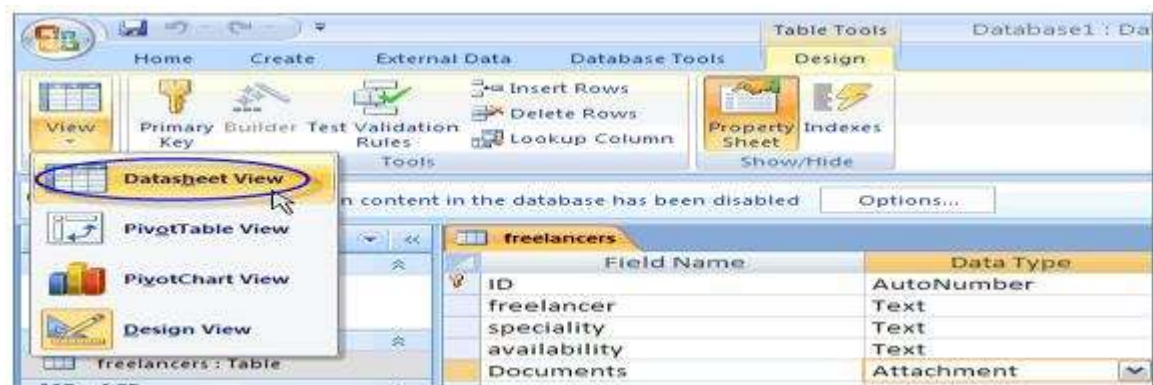 Table Tools Database1 : Da
Home Create External Data Database Tools Design
View
Primary Key
Builder
Test Validation Rules
Insert Rows
Delete Rows
Lookup Column
Property Sheet
Indexes
Tools Show/Hide
Datasheet View
n content in the database has been disabled Options...
PivotTable View
PivotChart View
Design View
freelancers : Table
freelancers
Field Name Data Type
ID AutoNumber
freelancer Text
speciality Text
availability Text
Documents Attachment